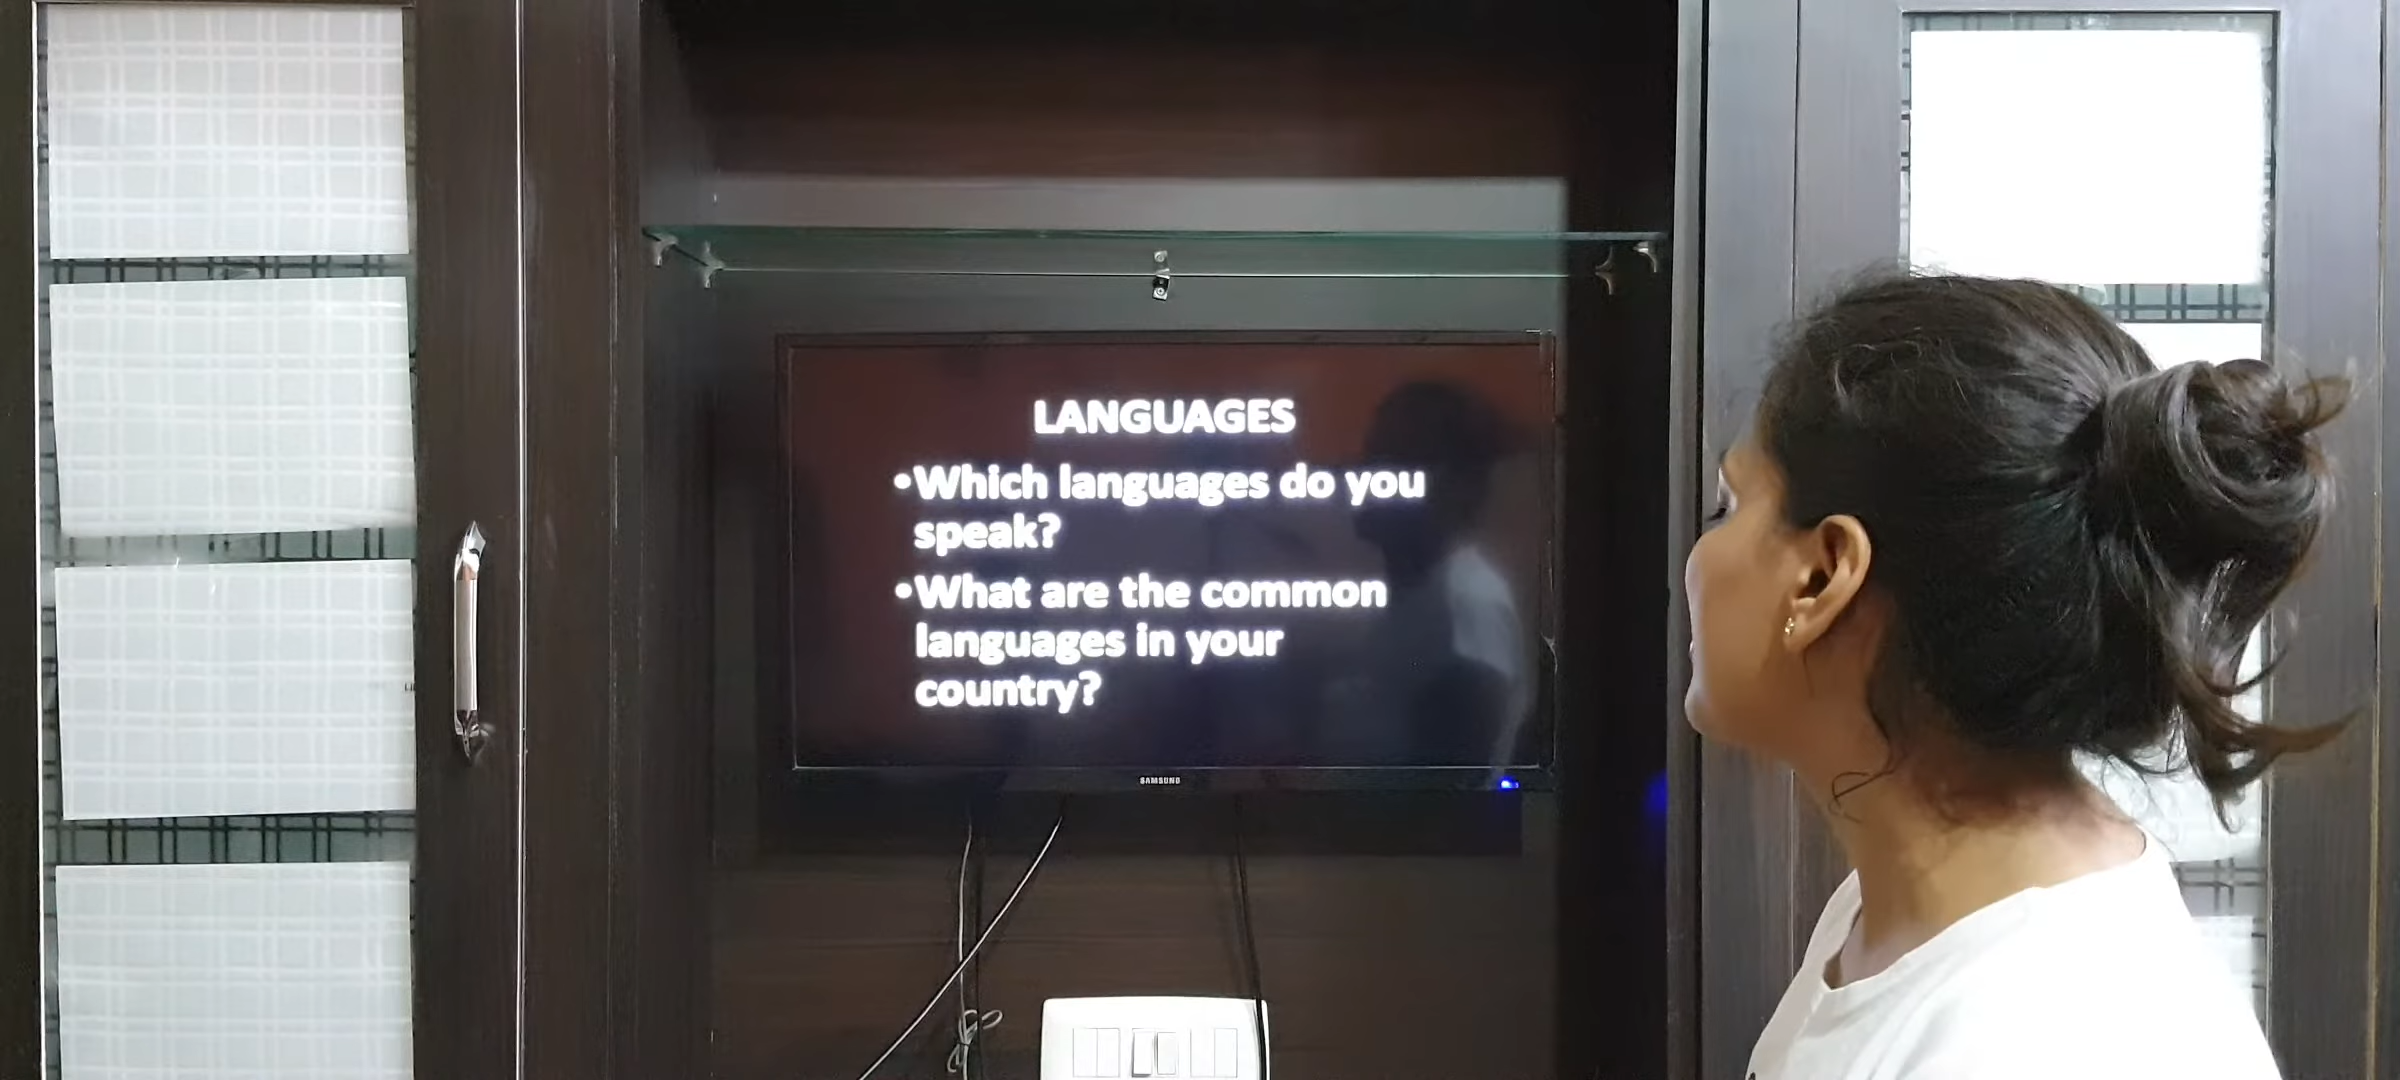 LANGUAGES
•Which languages do you
speak?
•What are the common
languages in your
country?
SAMSUNG